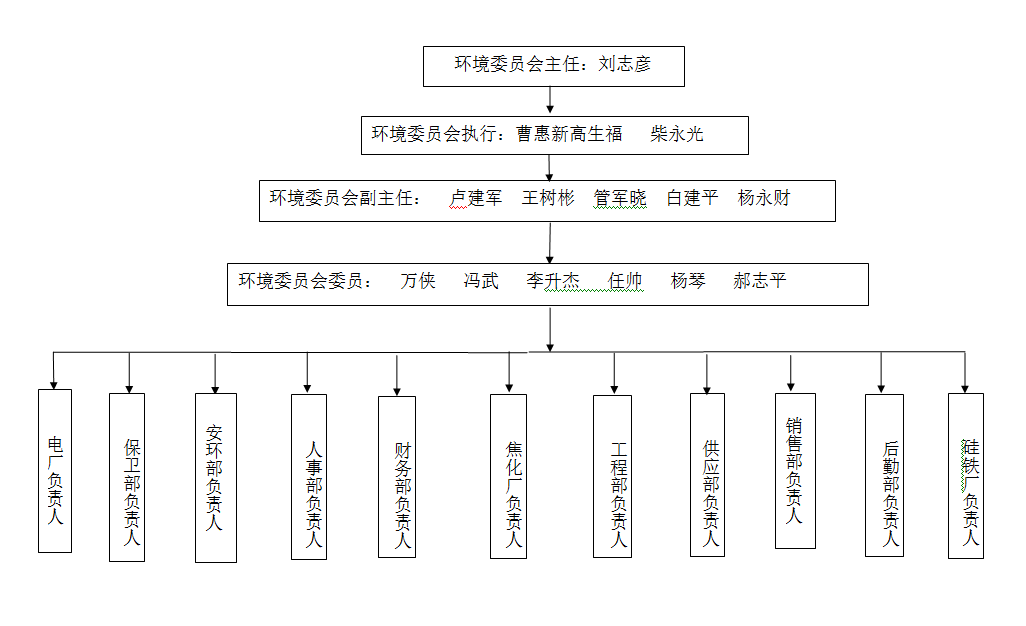 环境委员会主任：刘志彦
环境委员会执行：曹惠新高生福 柴永光
环境委员会副主任： 卢建军 王树彬 管军晓 白建平 杨永财
环境委员会委员： 万侠 冯武 李升杰 任帅 杨琴 郝志平
电厂负责人
保卫部负责人
安环部负责人
人事部负责人
财务部负责人
焦化厂负责人
工程部负责人
供应部负责人
销售部负责人
后勤部负责人
硅铁厂负责人